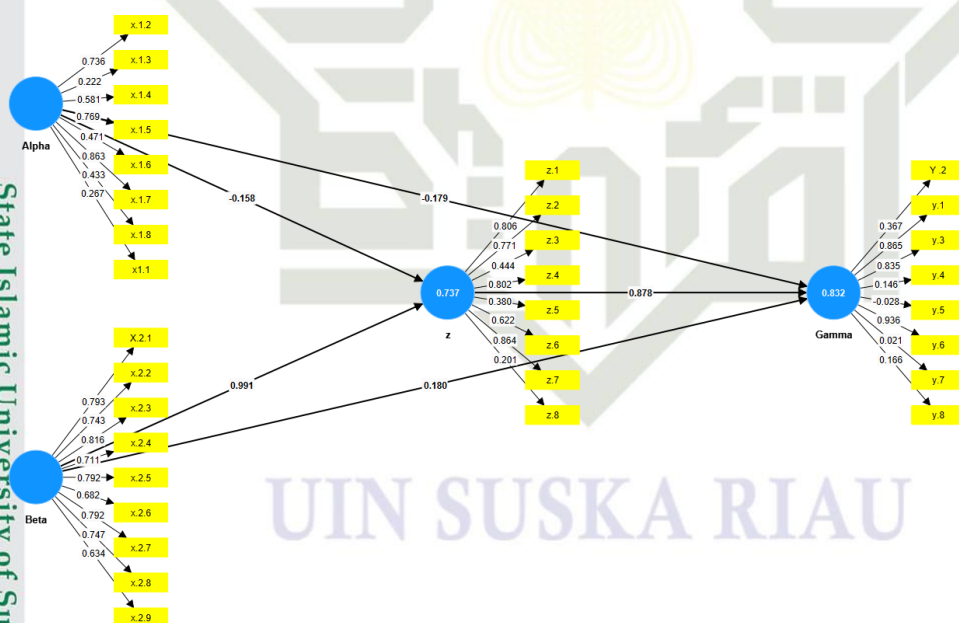 x.1.2
x.1.3
x.1.4
x.1.5
x.1.6
x.1.7
x.1.8
x1.1
0.736
0.222
0.581
0.769
0.471
0.863
0.433
0.267
Alpha
-0.158
-0.179
X.2.1
x.2.2
x.2.3
x.2.4
x.2.5
x.2.6
x.2.7
x.2.8
x.2.9
0.793
0.743
0.816
0.711
0.792
0.682
0.792
0.747
0.634
Beta
0.991
0.180
z.1
z.2
z.3
z.4
z.5
z.6
z.7
z.8
0.806
0.771
0.444
0.802
0.380
0.622
0.864
0.201
0.737
z
0.878
Y .2
y.1
y.3
y.4
y.5
y.6
y.7
y.8
0.367
0.865
0.835
0.146
-0.028
0.936
0.021
0.166
0.832
Gamma
State Islamic University of Su
UIN SUSKA RIAU